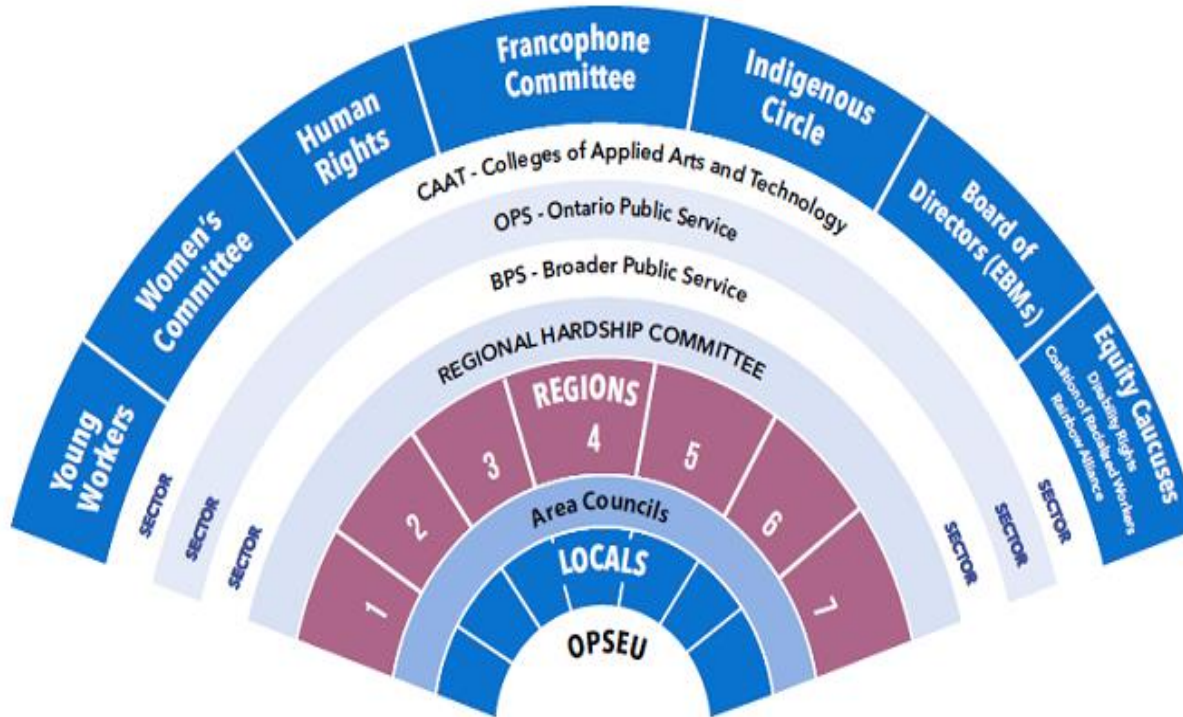 Young
Workers
Women's
Committee
Human
Rights
Francophone
Committee
Indigenous
Circle
Board of
Directors (EBMs)
Equity Caucuses
Disability Rights
Coalition of Racialized Workers
Rainbow Alliance
CAAT - Colleges of Applied Arts and Technology
OPS - Ontario Public Service
BPS - Broader Public Service
REGIONAL HARDSHIP COMMITTEE
SECTOR
SECTOR
SECTOR
SECTOR
SECTOR
SECTOR
REGIONS
1
2
3
4
5
6
7
Area Councils
LOCALS
OPSEU